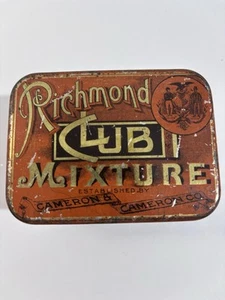 Richmond
CLUB
MIXTURE
ESTABLISHED BY
CAMERON & CAMERON CO.